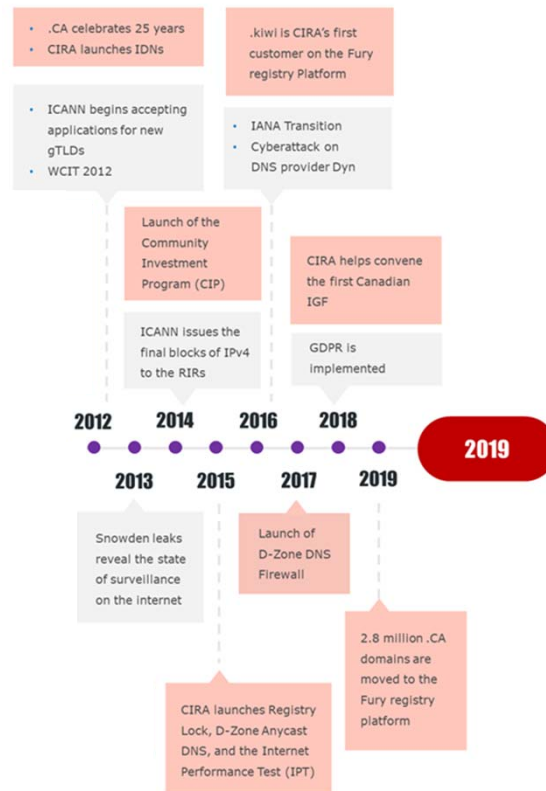 .CA celebrates 25 years
CIRA launches IDNs
.kiwi is CIRA's first
customer on the Fury
registry Platform
ICANN begins accepting
applications for new
gTLDs
WCIT 2012
IANA Transition
Cyberattack on
DNS provider Dyn
Launch of the
Community
Investment
Program (CIP)
CIRA helps convene
the first Canadian
IGF
ICANN issues the
final blocks of IPv4
to the RIRs
GDPR is
implemented
2012
2014
2016
2018
2019
2013
2015
2017
2019
Snowden leaks
reveal the state
of surveillance
on the internet
Launch of
D-Zone DNS
Firewall
2.8 million .CA
domains are
moved to the
Fury registry
platform
CIRA launches Registry
Lock, D-Zone Anycast
DNS, and the Internet
Performance Test (IPT)